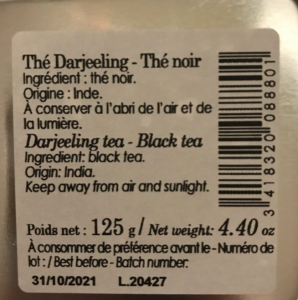 Thé Darjeeling - Thé noir
Ingrédient : thé noir.
Origine : Inde.
À conserver à l'abri de l'air et de
la lumière.
Darjeeling tea - Black tea
Ingredient: black tea.
Origin: India.
Keep away from air and sunlight.
Poids net : 125 g / Net weight: 4.40 oz
À consommer de préférence avant le - Numéro de
lot : / Best before - Batch number:
31/10/2021 L.20427
3 418320 088801